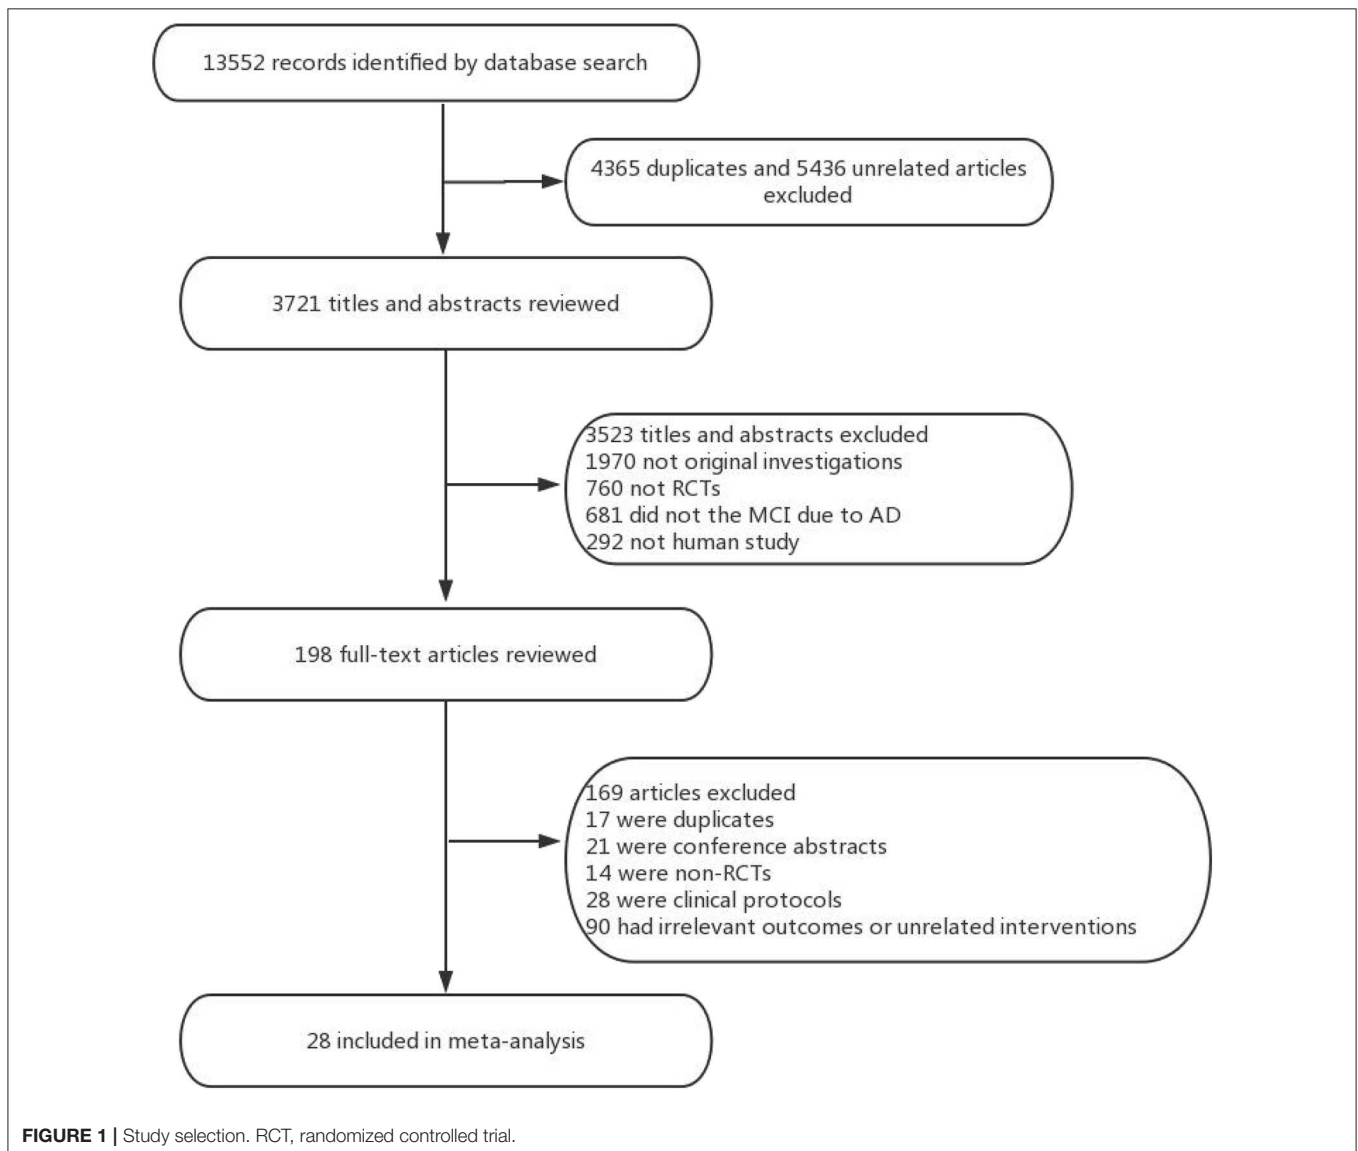 13552 records identified by database search
4365 duplicates and 5436 unrelated articles
excluded
3721 titles and abstracts reviewed
3523 titles and abstracts excluded
1970 not original investigations
760 not RCTs
681 did not the MCI due to AD
292 not human study
198 full-text articles reviewed
169 articles excluded
17 were duplicates
21 were conference abstracts
14 were non-RCTs
28 were clinical protocols
90 had irrelevant outcomes or unrelated interventions
28 included in meta-analysis
FIGURE 1 | Study selection. RCT, randomized controlled trial.